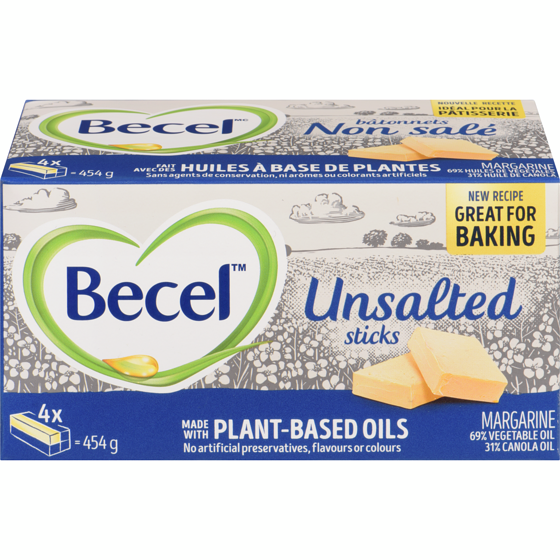 NOUVELLE RECETTE
IDÉAL POUR LA
PÂTISSERIE
Becel MC
bâtonnets
Non salé
4x
= 454 g
FAIT
AVEC DES HUILES À BASE DE PLANTES
Sans agents de conservation, ni arômes ou colorants artificiels
MARGARINE
69% HUILES DE VÉGÉTALES
31% HUILE DE CANOLA
NEW RECIPE
GREAT FOR
BAKING
Becel™
Unsalted
sticks
4x
= 454 g
MADE
WITH PLANT-BASED OILS
No artificial preservatives, flavours or colours
MARGARINE
69% VEGETABLE OIL
31% CANOLA OIL